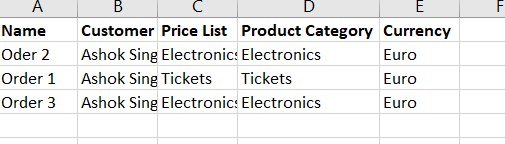 A B C D E F
Name Customer Price List Product Category Currency
Oder 2 Ashok Sing Electronics Electronics Euro
Order 1 Ashok Sing Tickets Tickets Euro
Order 3 Ashok Sing Electronics Electronics Euro